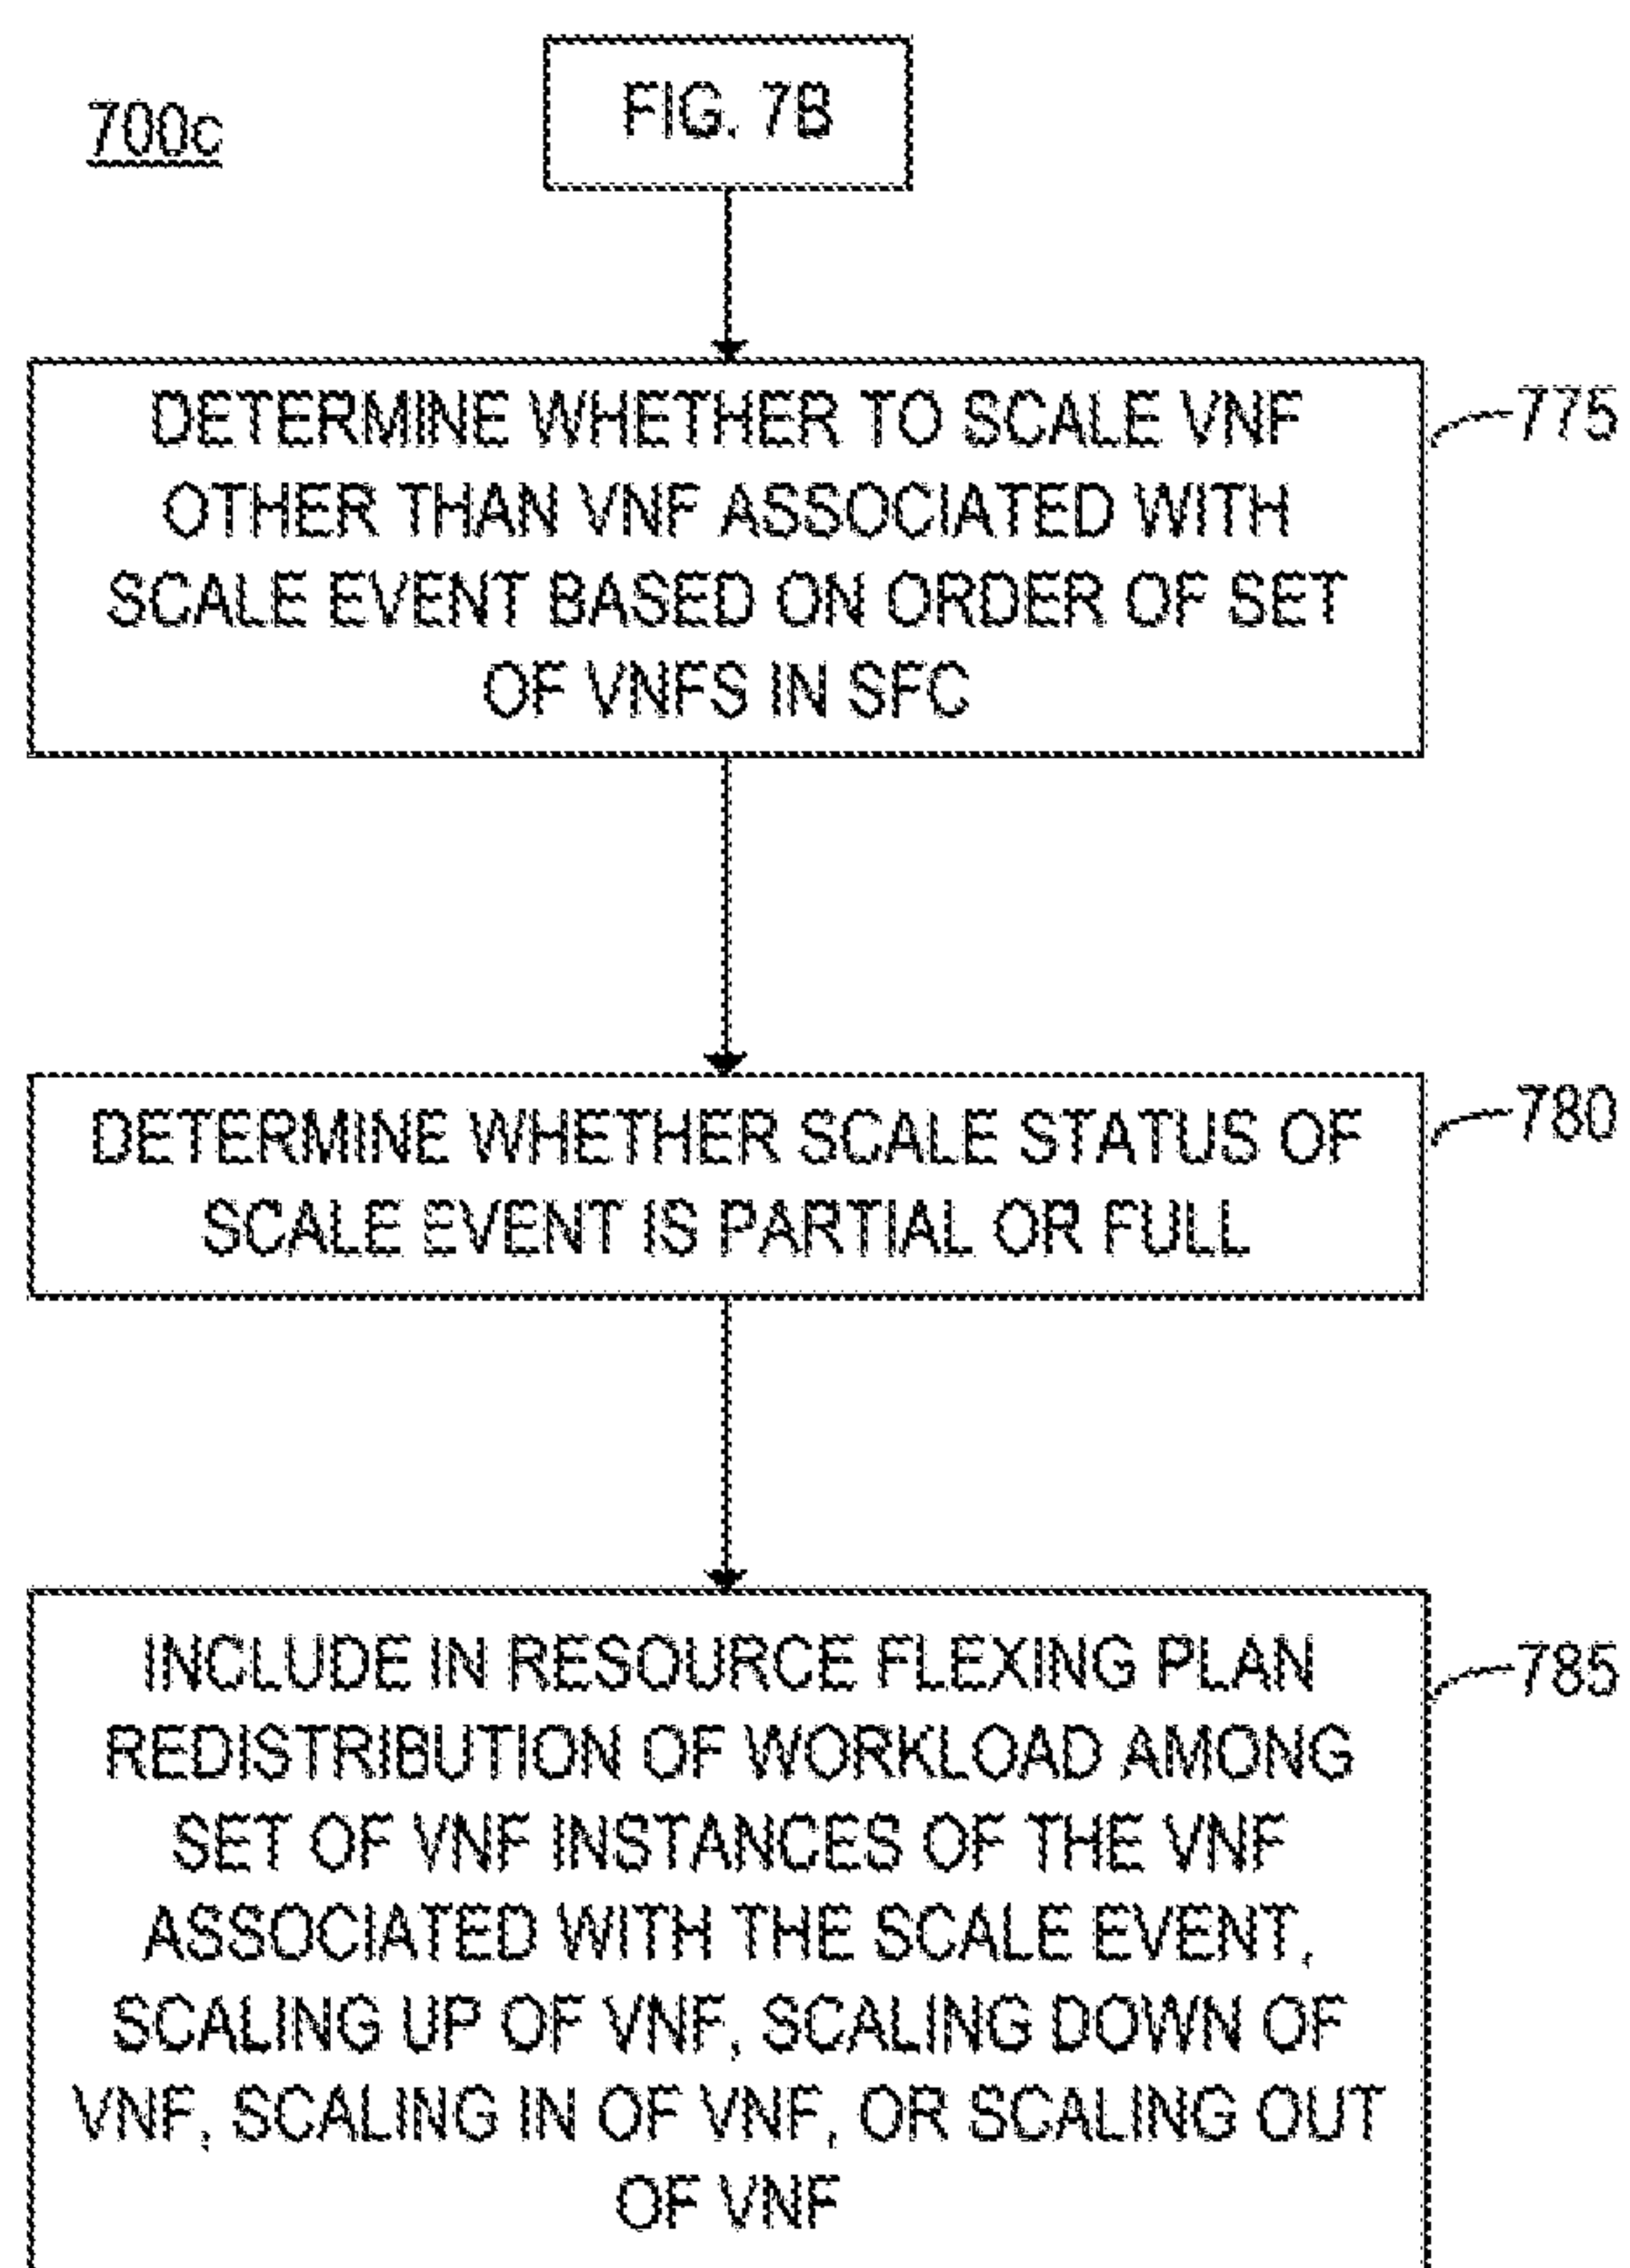 700c
FIG. 7B
DETERMINE WHETHER TO SCALE VNF
OTHER THAN VNF ASSOCIATED WITH
SCALE EVENT BASED ON ORDER OF SET
OF VNFS IN SFC
775
DETERMINE WHETHER SCALE STATUS OF
SCALE EVENT IS PARTIAL OR FULL
780
INCLUDE IN RESOURCE FLEXING PLAN
REDISTRIBUTION OF WORKLOAD AMONG
SET OF VNF INSTANCES OF THE VNF
ASSOCIATED WITH THE SCALE EVENT,
SCALING UP OF VNF, SCALING DOWN OF
VNF, SCALING IN OF VNF, OR SCALING OUT
OF VNF
785